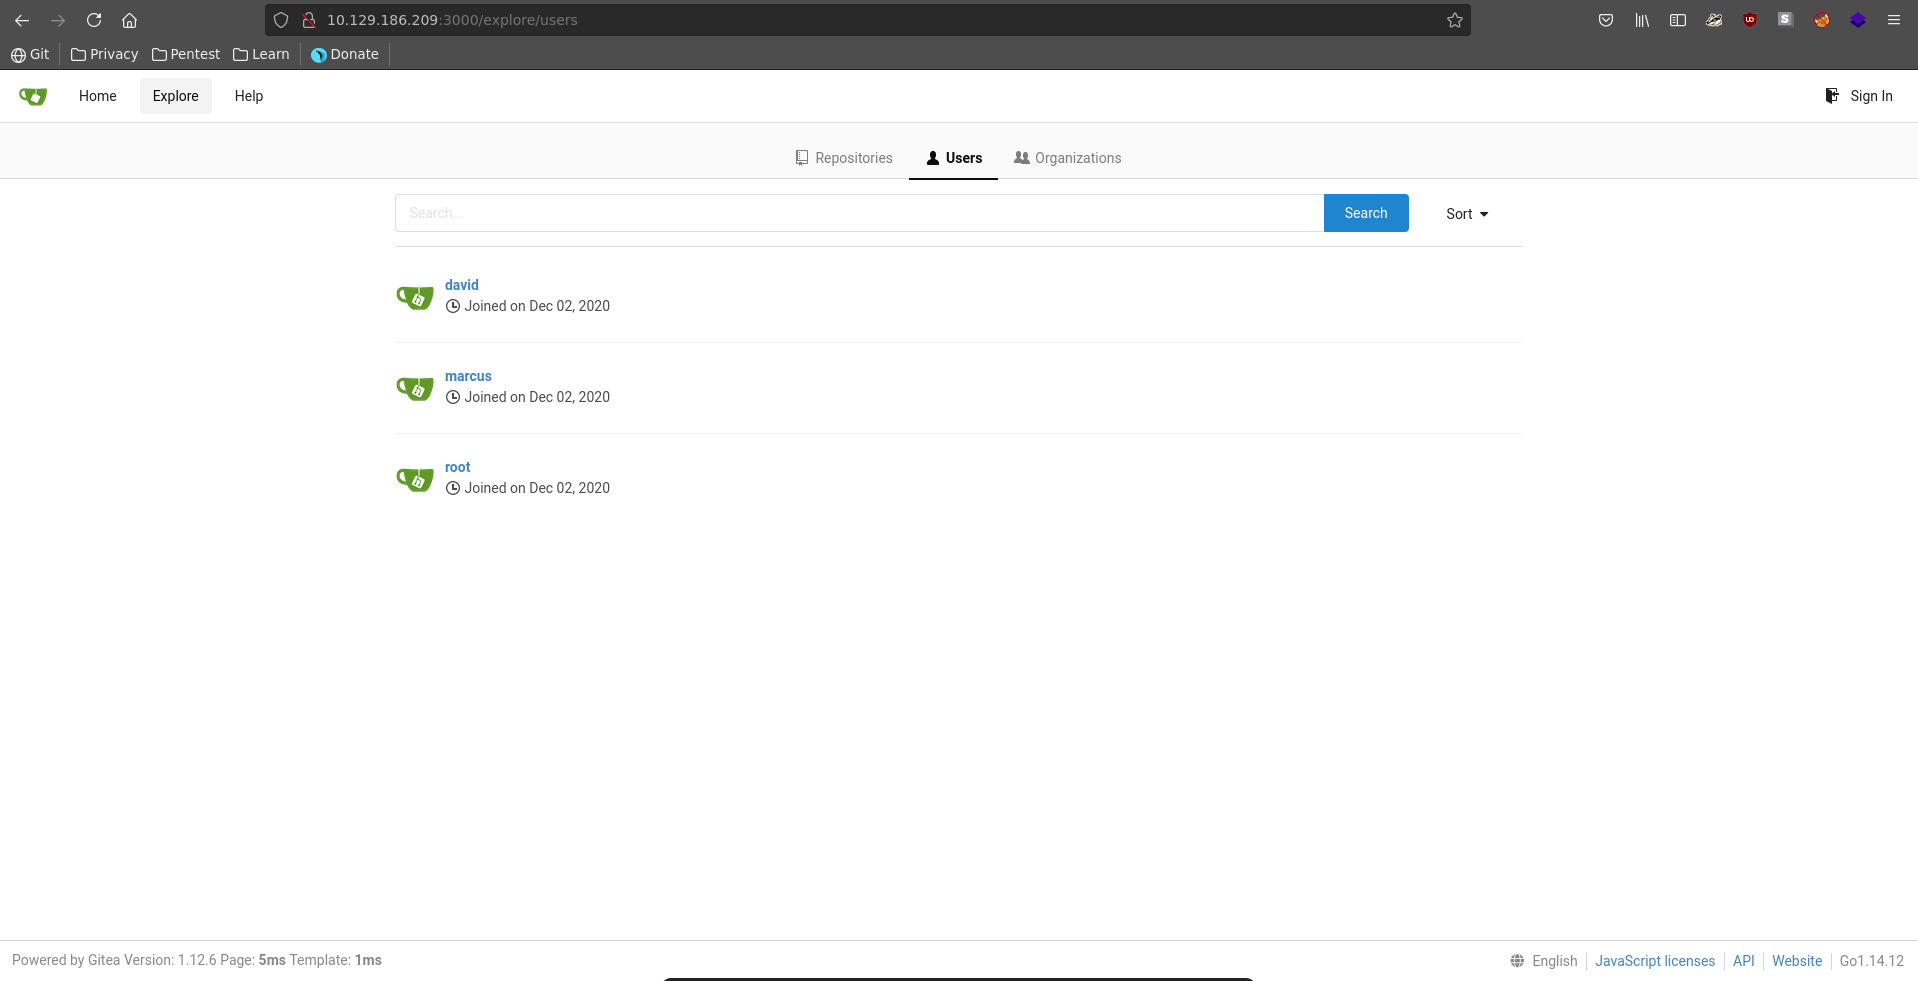 10.129.186.209:3000/explore/users
Git Privacy Pentest Learn Donate
Home Explore Help Sign In
Repositories Users Organizations
Search... Search Sort
david
Joined on Dec 02, 2020
marcus
Joined on Dec 02, 2020
root
Joined on Dec 02, 2020
Powered by Gitea Version: 1.12.6 Page: 5ms Template: 1ms English JavaScript licenses API Website Go1.14.12